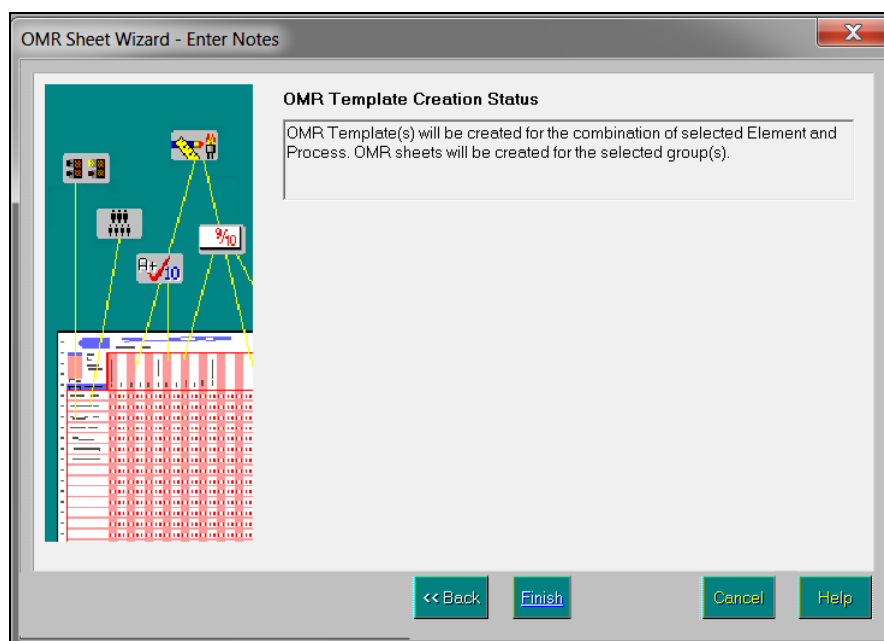 OMR Sheet Wizard - Enter Notes
OMR Template Creation Status
OMR Template(s) will be created for the combination of selected Element and
Process. OMR sheets will be created for the selected group(s).
9/10
A+ 10
<< Back
Finish
Cancel
Help